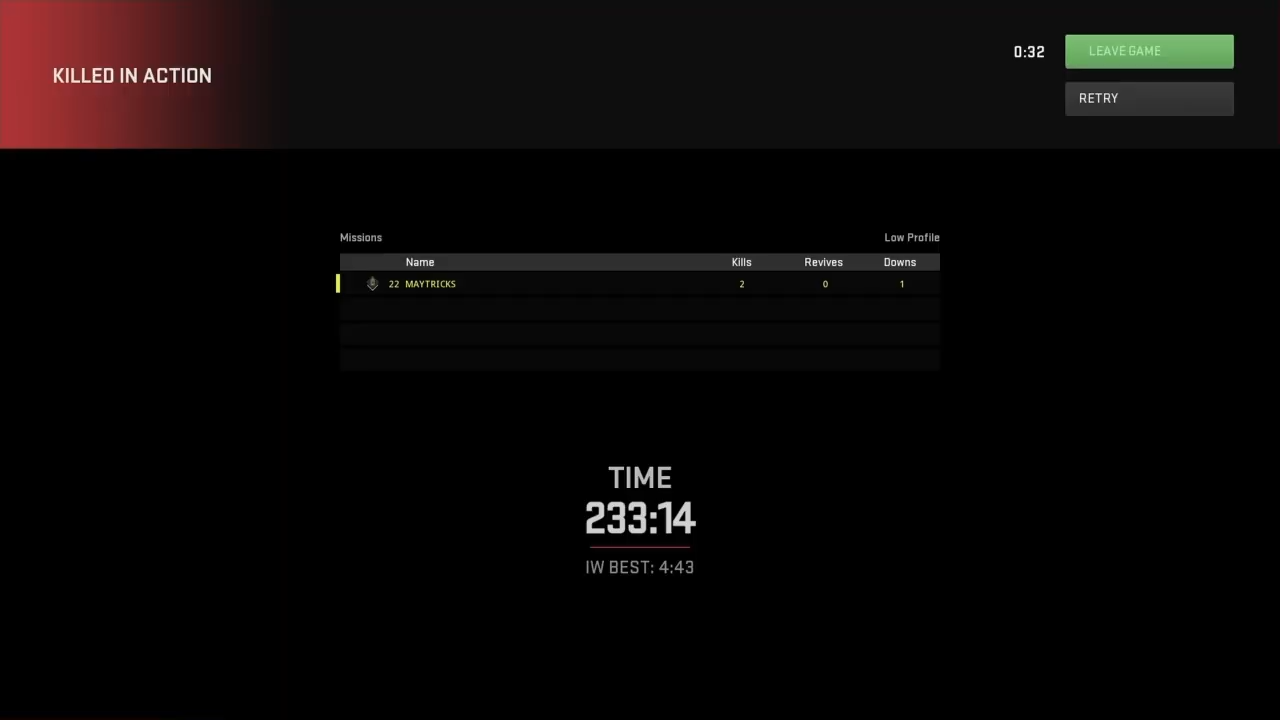 KILLED IN ACTION
0:32
LEAVE GAME
RETRY
Missions
Low Profile
Name Kills Revives Downs
22 MAYTRICKS 2 0 1
TIME
233:14
IW BEST: 4:43